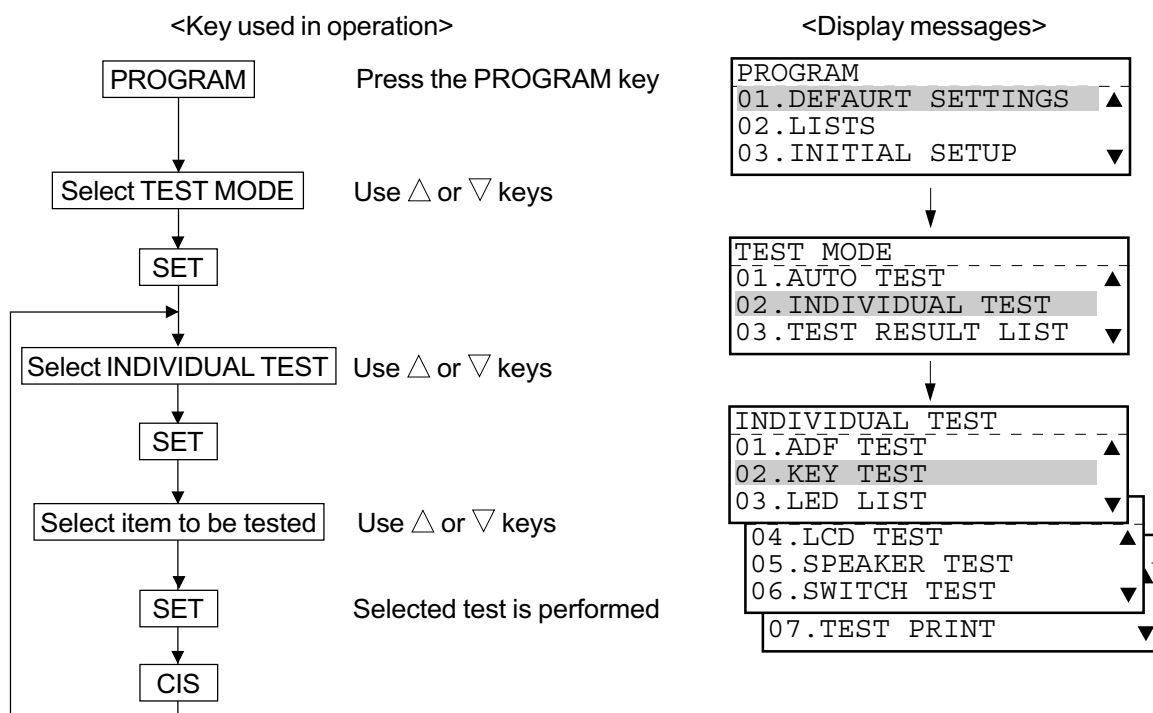 <Key used in operation>
PROGRAM
Press the PROGRAM key
Select TEST MODE
Use △ or ▽ keys
SET
Select INDIVIDUAL TEST
Use △ or ▽ keys
SET
Select item to be tested
Use △ or ▽ keys
SET
Selected test is performed
CIS
<Display messages>
PROGRAM
01.DEFAURT SETTINGS ▲
02.LISTS
03.INITIAL SETUP ▼
TEST MODE
01.AUTO TEST ▲
02.INDIVIDUAL TEST
03.TEST RESULT LIST ▼
INDIVIDUAL TEST
01.ADF TEST ▲
02.KEY TEST
03.LED LIST ▼
04.LCD TEST ▲
05.SPEAKER TEST
06.SWITCH TEST ▼
07.TEST PRINT ▼